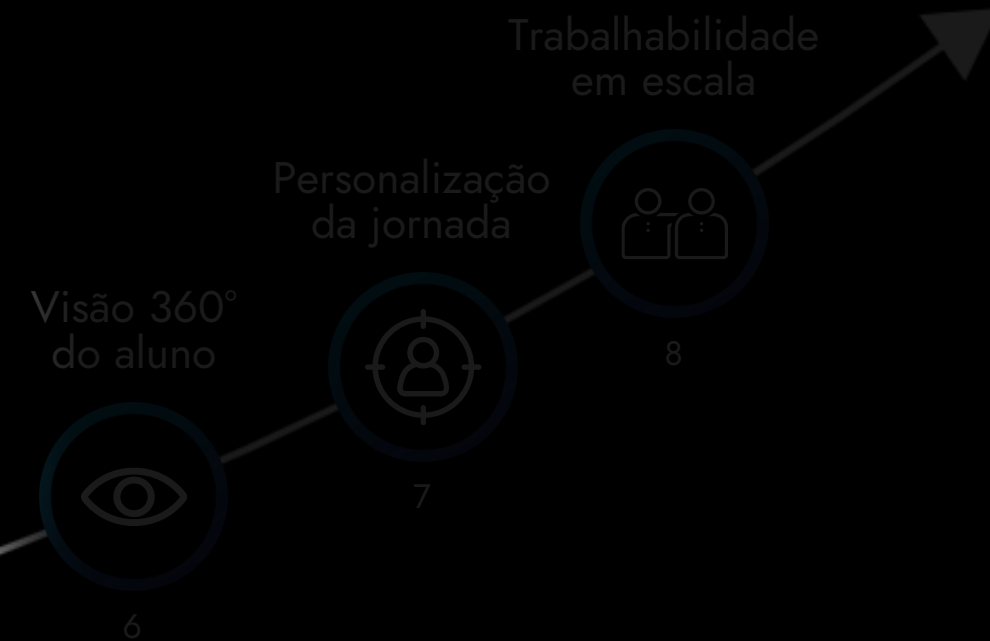 Trabalhabilidade
em escala
Personalização
da jornada
8
Visão 360°
do aluno
7
6